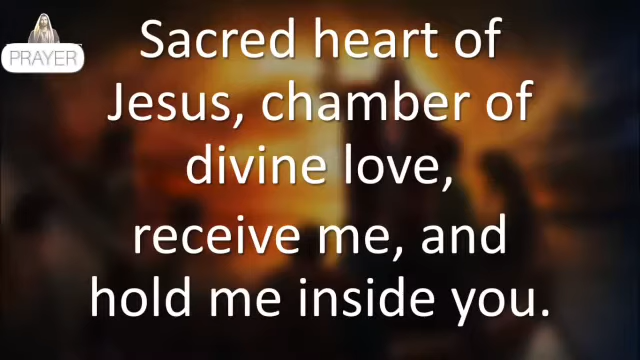 PRAYER
Sacred heart of
Jesus, chamber of
divine love,
receive me, and
hold me inside you.